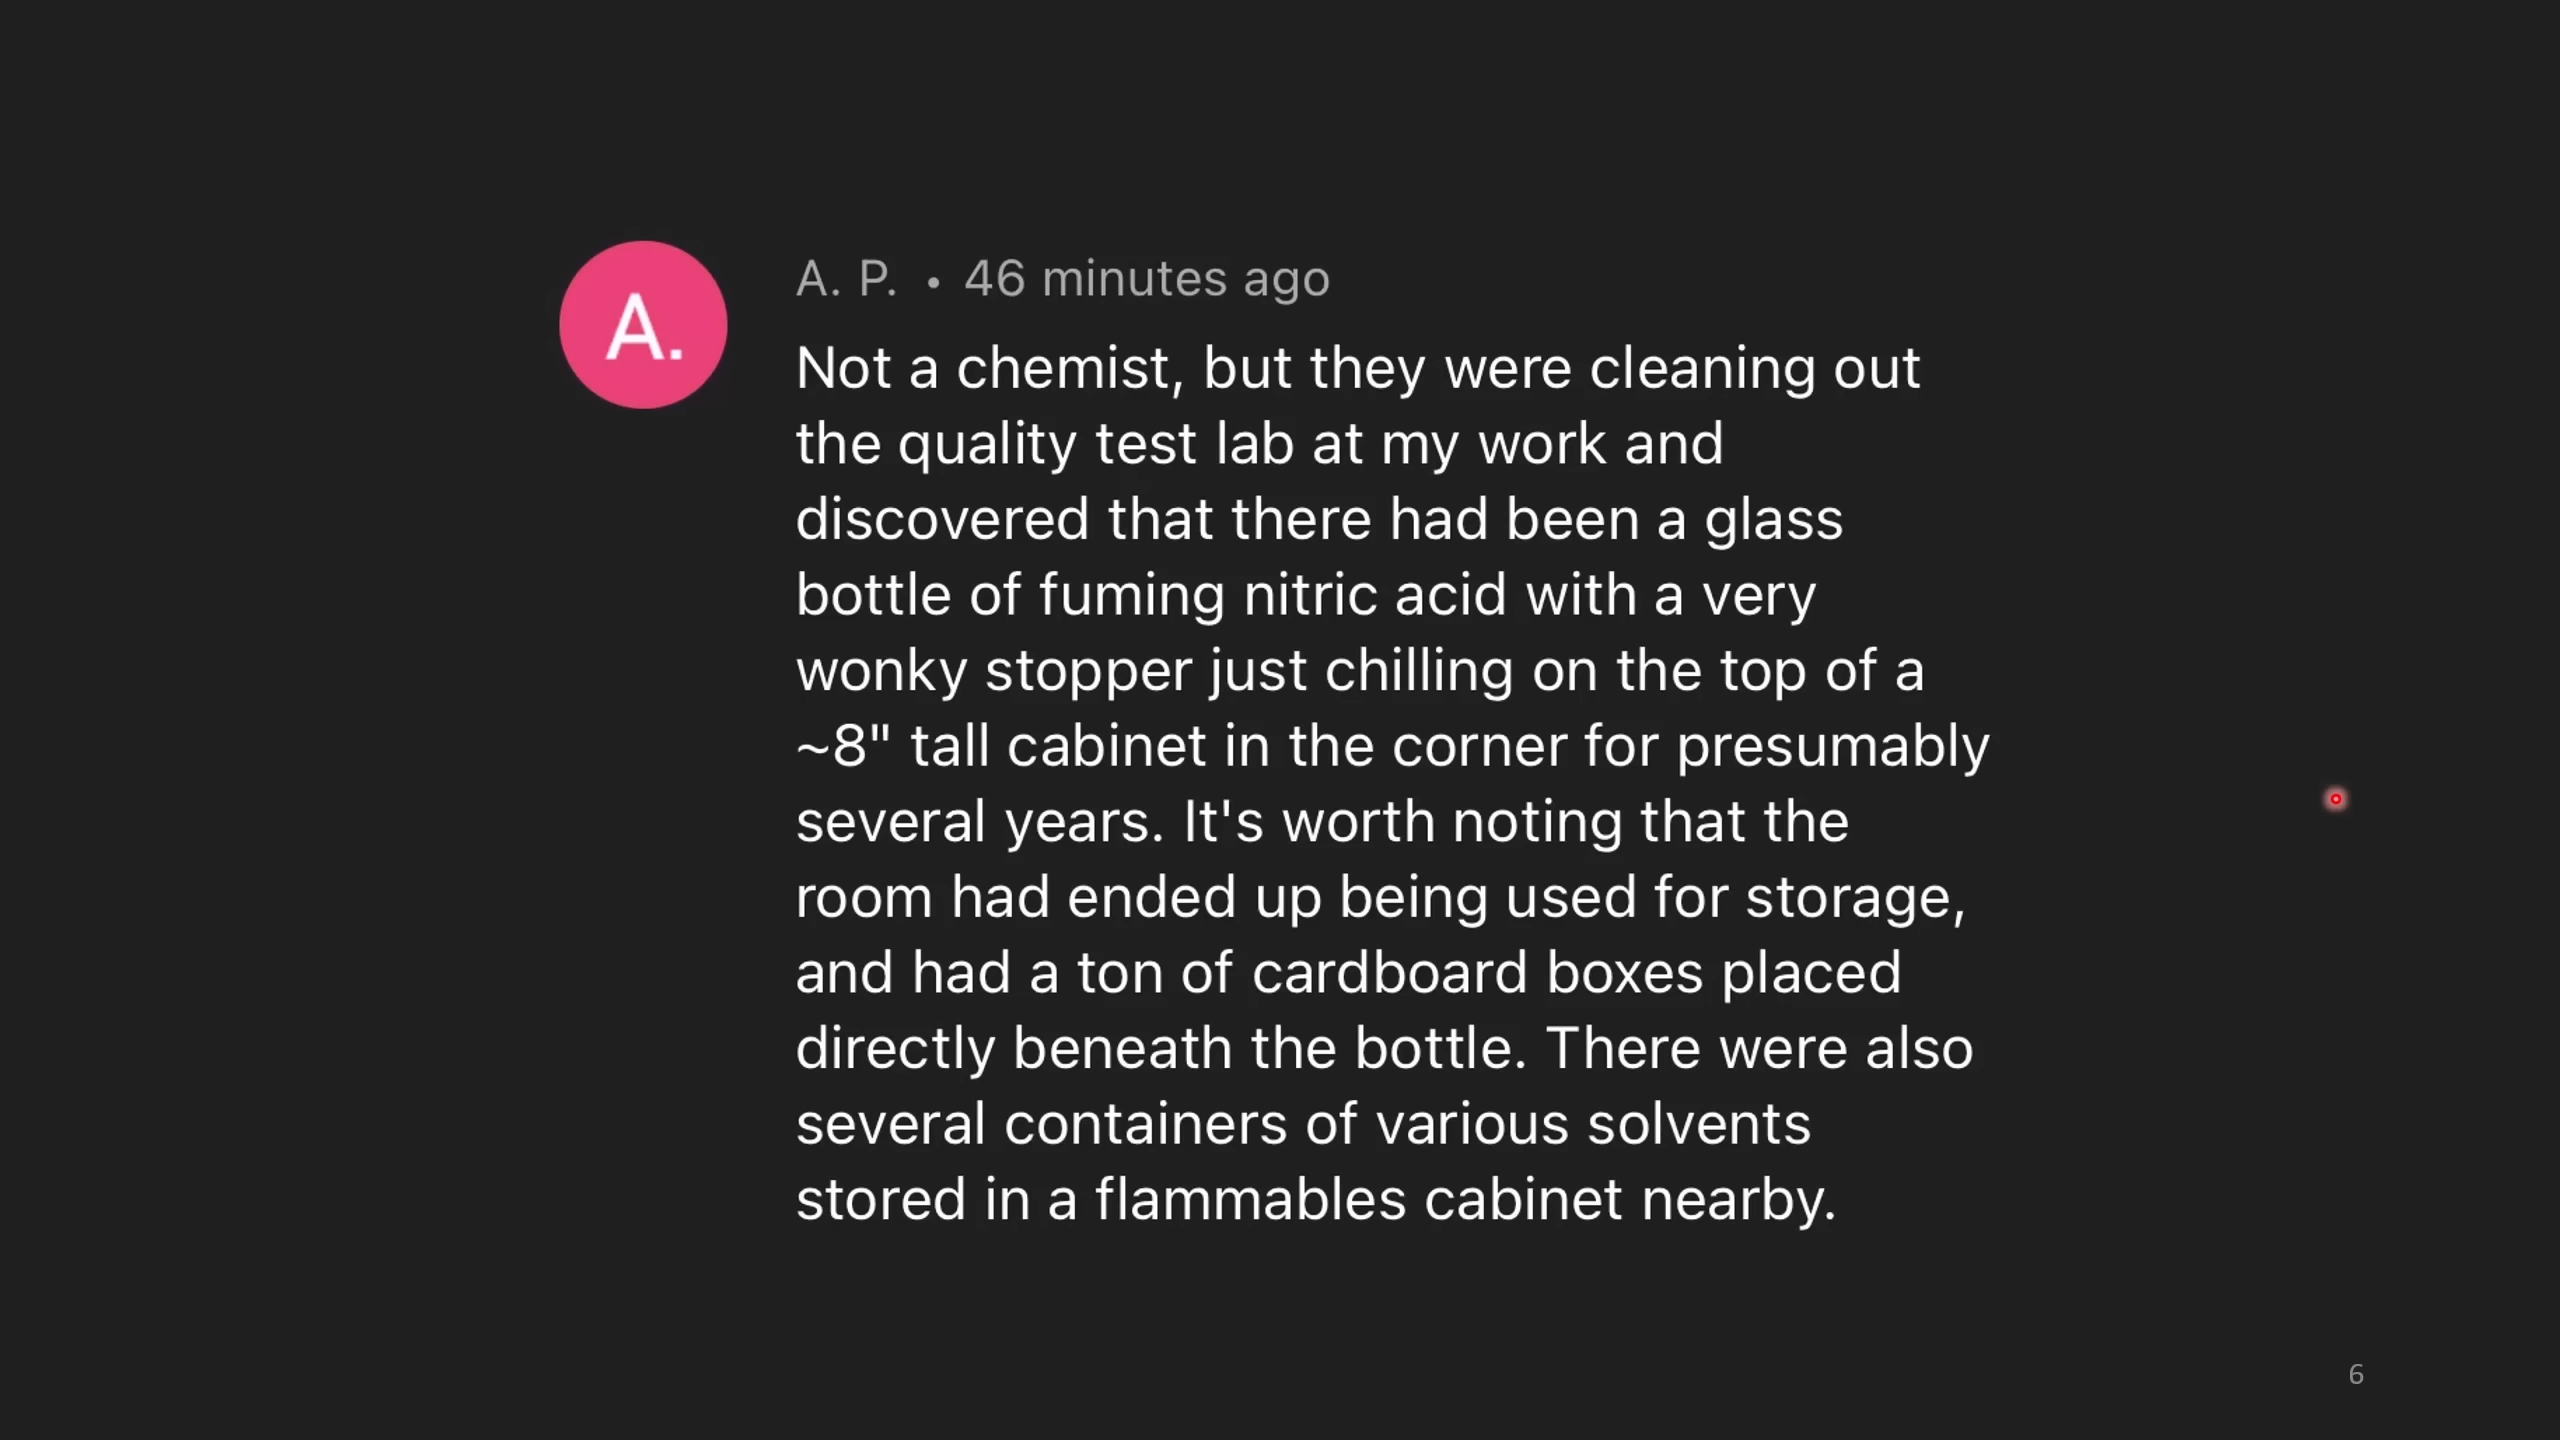 A.
A. P. • 46 minutes ago
Not a chemist, but they were cleaning out
the quality test lab at my work and
discovered that there had been a glass
bottle of fuming nitric acid with a very
wonky stopper just chilling on the top of a
~8" tall cabinet in the corner for presumably
several years. It's worth noting that the
room had ended up being used for storage,
and had a ton of cardboard boxes placed
directly beneath the bottle. There were also
several containers of various solvents
stored in a flammables cabinet nearby.
6